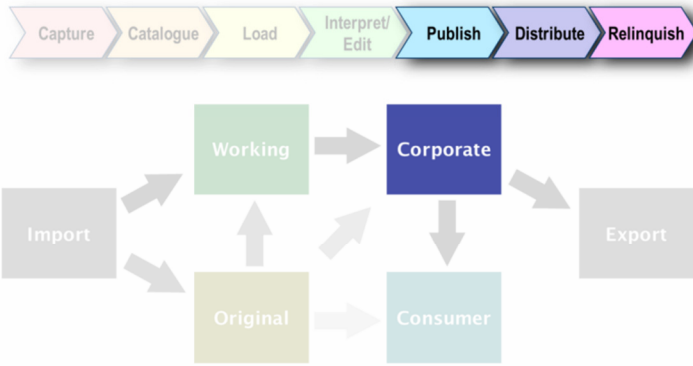 Capture
Catalogue
Load
Interpret/
Edit
Publish
Distribute
Relinquish
Working
Corporate
Import
Export
Original
Consumer